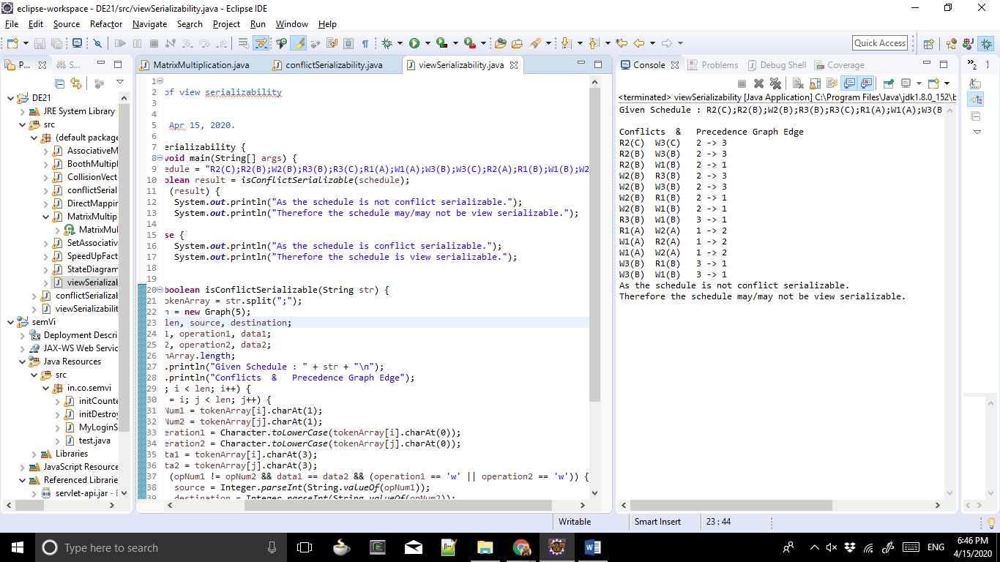 eclipse-workspace - DE21/src/viewSerializability.java - Eclipse IDE
File Edit Source Refactor Navigate Search Project Run Window Help
Quick Access
P... S...
DE21
JRE System Library
src
(default package
AssociativeM
BoothMultipl
CollisionVect
conflictSerial
DirectMappin
MatrixMultip
MatrixMul
SetAssociativ
SpeedUpFact
StateDiagram
viewSerializab
conflictSerializab
viewSerializabilit
semVi
Deployment Descri
JAX-WS Web Servic
Java Resources
src
in.co.semvi
initCounte
initDestroy
MyLoginS
test.java
Libraries
JavaScript Resource
Referenced Librarie
servlet-api.jar - E
MatrixMultiplication.java conflictSerializability.java viewSerializability.java
1
2 of view serializability
3
4
5 Apr 15, 2020.
6
7 erializability {
8 void main(String[] args) {
9 edule = "R2(C);R2(B);W2(B);R3(B);R3(C);R1(A);W1(A);W3(B);W3(C);R2(A);R1(B);W1(B);W2
10 olean result = isConflictSerializable(schedule);
11 (result) {
12 System.out.println("As the schedule is not conflict serializable.");
13 System.out.println("Therefore the schedule may/may not be view serializable.");
14
15 se {
16 System.out.println("As the schedule is conflict serializable.");
17 System.out.println("Therefore the schedule is view serializable.");
18
19
20 boolean isConflictSerializable(String str) {
21 okenArray = str.split(";");
22 h = new Graph(5);
23 len, source, destination;
24 1, operation1, data1;
25 2, operation2, data2;
26 nArray.length;
27 .println("Given Schedule : " + str + "\n");
28 .println("Conflicts & Precedence Graph Edge");
29 ; i < len; i++) {
30 = i; j < len; j++) {
31 Num1 = tokenArray[i].charAt(1);
32 Num2 = tokenArray[j].charAt(1);
33 eration1 = Character.toLowerCase(tokenArray[i].charAt(0));
34 eration2 = Character.toLowerCase(tokenArray[j].charAt(0));
35 ta1 = tokenArray[i].charAt(3);
36 ta2 = tokenArray[j].charAt(3);
37 (opNum1 != opNum2 && data1 == data2 && (operation1 == 'w' || operation2 == 'w')) {
38 source = Integer.parseInt(String.valueOf(opNum1));
39 destination = Integer.parseInt(String.valueOf(opNum2));
Console Problems Debug Shell Coverage
<terminated> viewSerializability [Java Application] C:\Program Files\Java\jdk1.8.0_152\b
Given Schedule : R2(C);R2(B);W2(B);R3(B);R3(C);R1(A);W1(A);W3(B
Conflicts & Precedence Graph Edge
R2(C) W3(C) 2 -> 3
R2(B) W3(B) 2 -> 3
R2(B) W1(B) 2 -> 1
W2(B) R3(B) 2 -> 3
W2(B) W3(B) 2 -> 3
W2(B) R1(B) 2 -> 1
W2(B) W1(B) 2 -> 1
R3(B) W1(B) 3 -> 1
R1(A) W2(A) 1 -> 2
W1(A) R2(A) 1 -> 2
W1(A) W2(A) 1 -> 2
W3(B) R1(B) 3 -> 1
W3(B) W1(B) 3 -> 1
As the schedule is not conflict serializable.
Therefore the schedule may/may not be view serializable.
»2
Writable Smart Insert 23 : 44
Type here to search
ENG
6:46 PM
4/15/2020